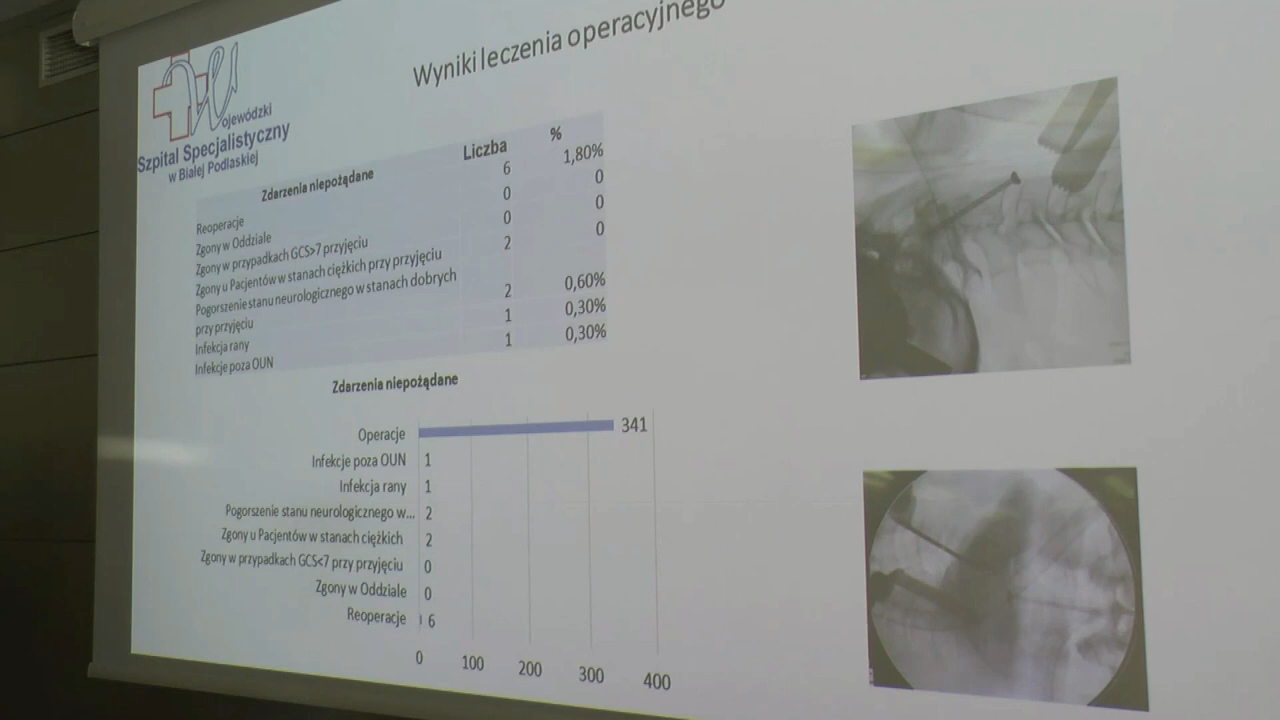 Wyniki leczenia operacyjnego
Wojewódzki
Szpital Specjalistyczny
w Białej Podlaskiej
Zdarzenia niepożądane Liczba %
Reoperacje 6 1,80%
Zgony w Oddziale 0 0
Zgony w przypadkach GCS>7 przyjęciu 0 0
Zgony u Pacjentów w stanach ciężkich przy przyjęciu 2 0
Pogorszenie stanu neurologicznego w stanach dobrych
przy przyjęciu 2 0,60%
Infekcja rany 1 0,30%
Infekcje poza OUN 1 0,30%
Zdarzenia niepożądane
Operacje 341
Infekcje poza OUN 1
Infekcja rany 1
Pogorszenie stanu neurologicznego w... 2
Zgony u Pacjentów w stanach ciężkich 2
Zgony w przypadkach GCS<7 przy przyjęciu 0
Zgony w Oddziale 0
Reoperacje 6
0 100 200 300 400